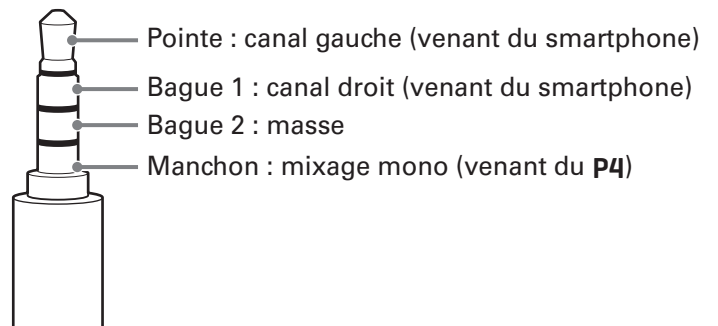 Pointe : canal gauche (venant du smartphone)
Bague 1 : canal droit (venant du smartphone)
Bague 2 : masse
Manchon : mixage mono (venant du P4)